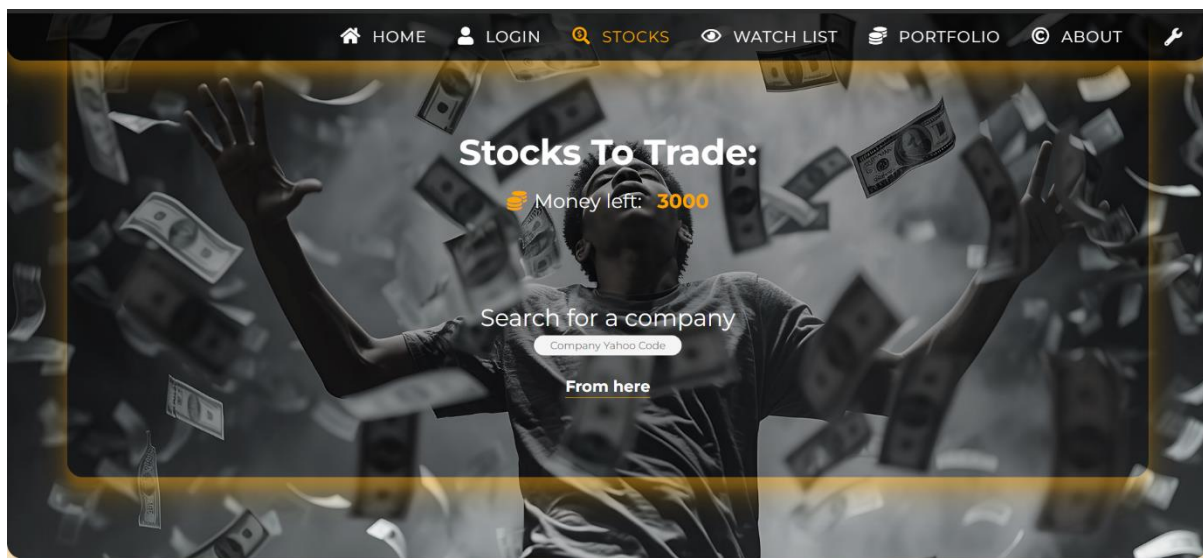 HOME LOGIN STOCKS WATCH LIST PORTFOLIO ABOUT
Stocks To Trade:
Money left: 3000
Search for a company
Company Yahoo Code
From here